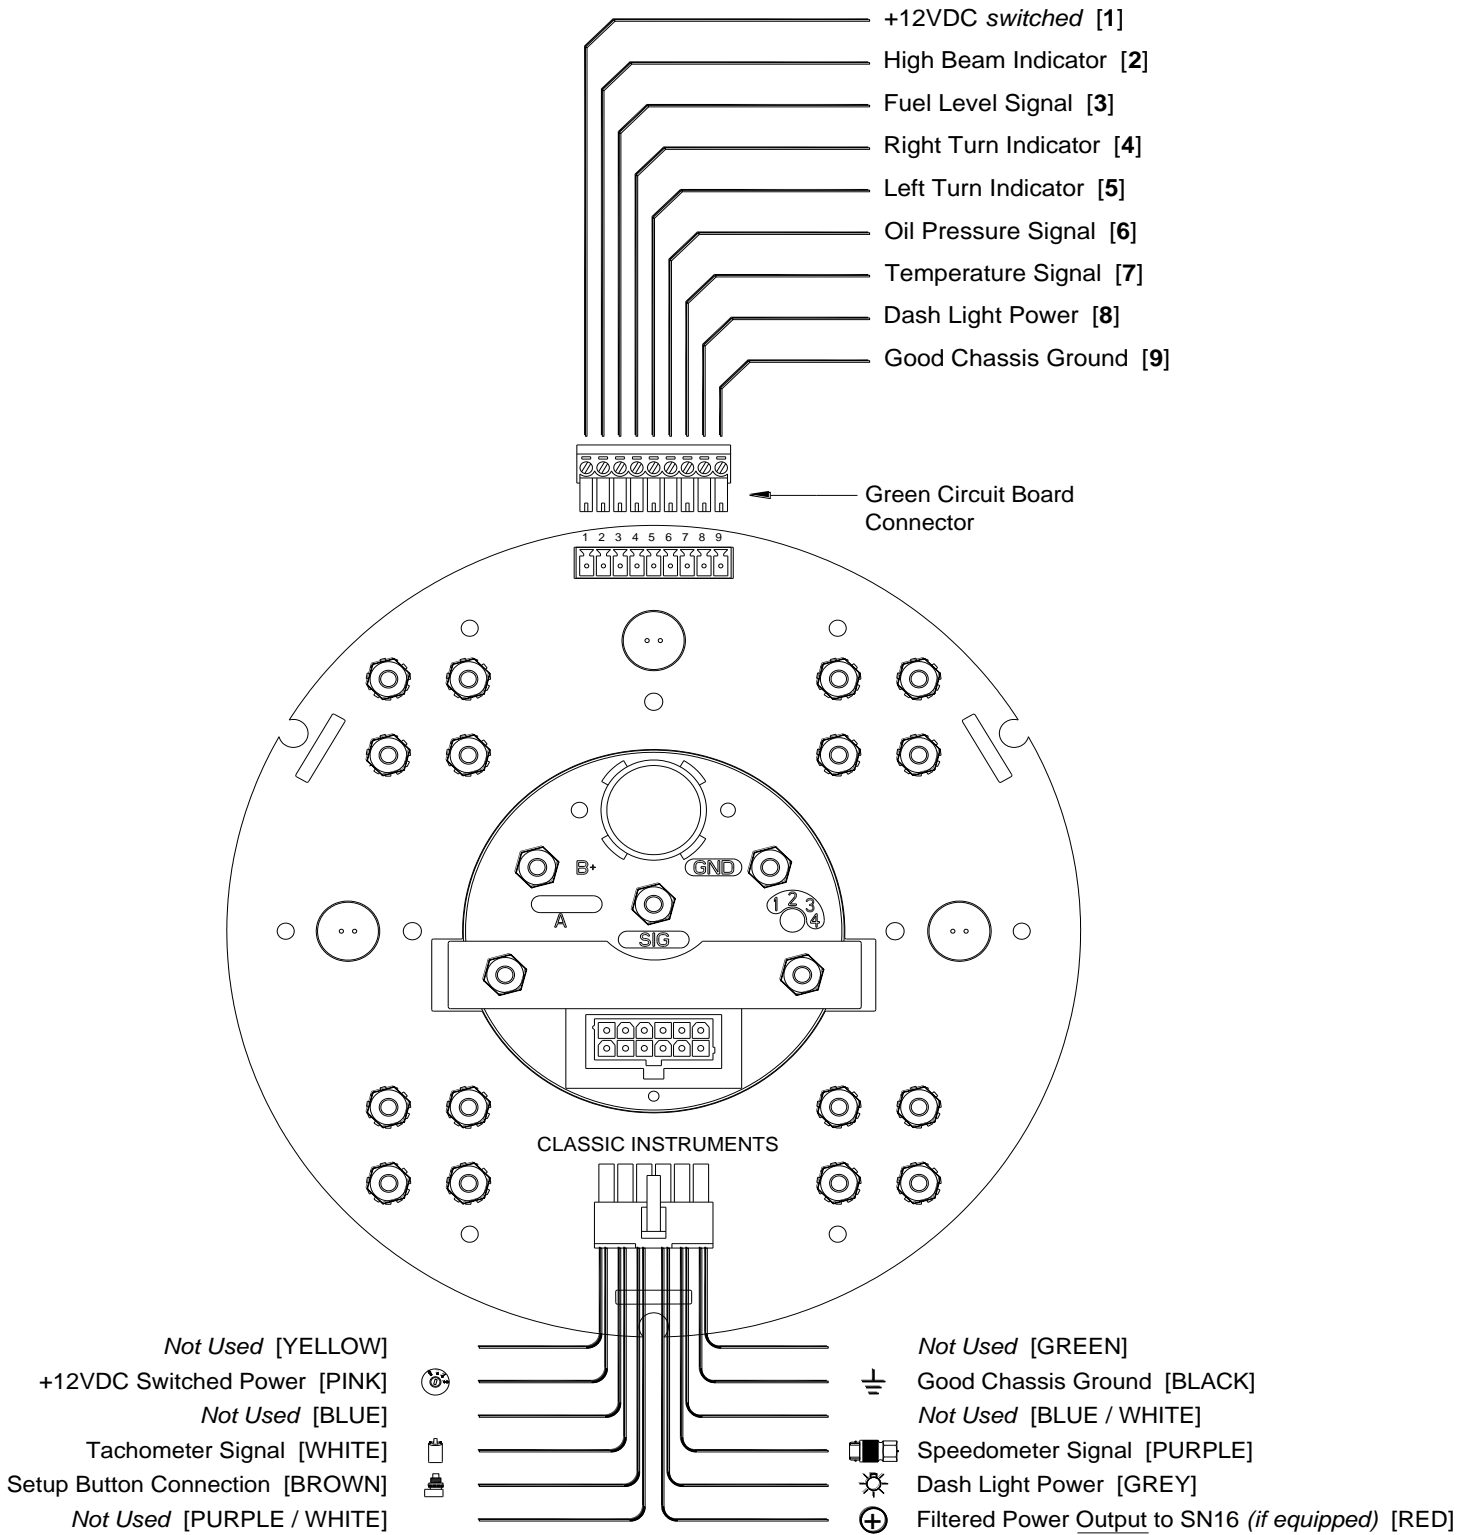 +12VDC switched [1]
High Beam Indicator [2]
Fuel Level Signal [3]
Right Turn Indicator [4]
Left Turn Indicator [5]
Oil Pressure Signal [6]
Temperature Signal [7]
Dash Light Power [8]
Good Chassis Ground [9]
Green Circuit Board
Connector
1 2 3 4 5 6 7 8 9
B+
GND
A
1 2 3 4
SIG
CLASSIC INSTRUMENTS
Not Used [YELLOW]
+12VDC Switched Power [PINK]
Not Used [BLUE]
Tachometer Signal [WHITE]
Setup Button Connection [BROWN]
Not Used [PURPLE / WHITE]
Not Used [GREEN]
Good Chassis Ground [BLACK]
Not Used [BLUE / WHITE]
Speedometer Signal [PURPLE]
Dash Light Power [GREY]
Filtered Power Output to SN16 (if equipped) [RED]